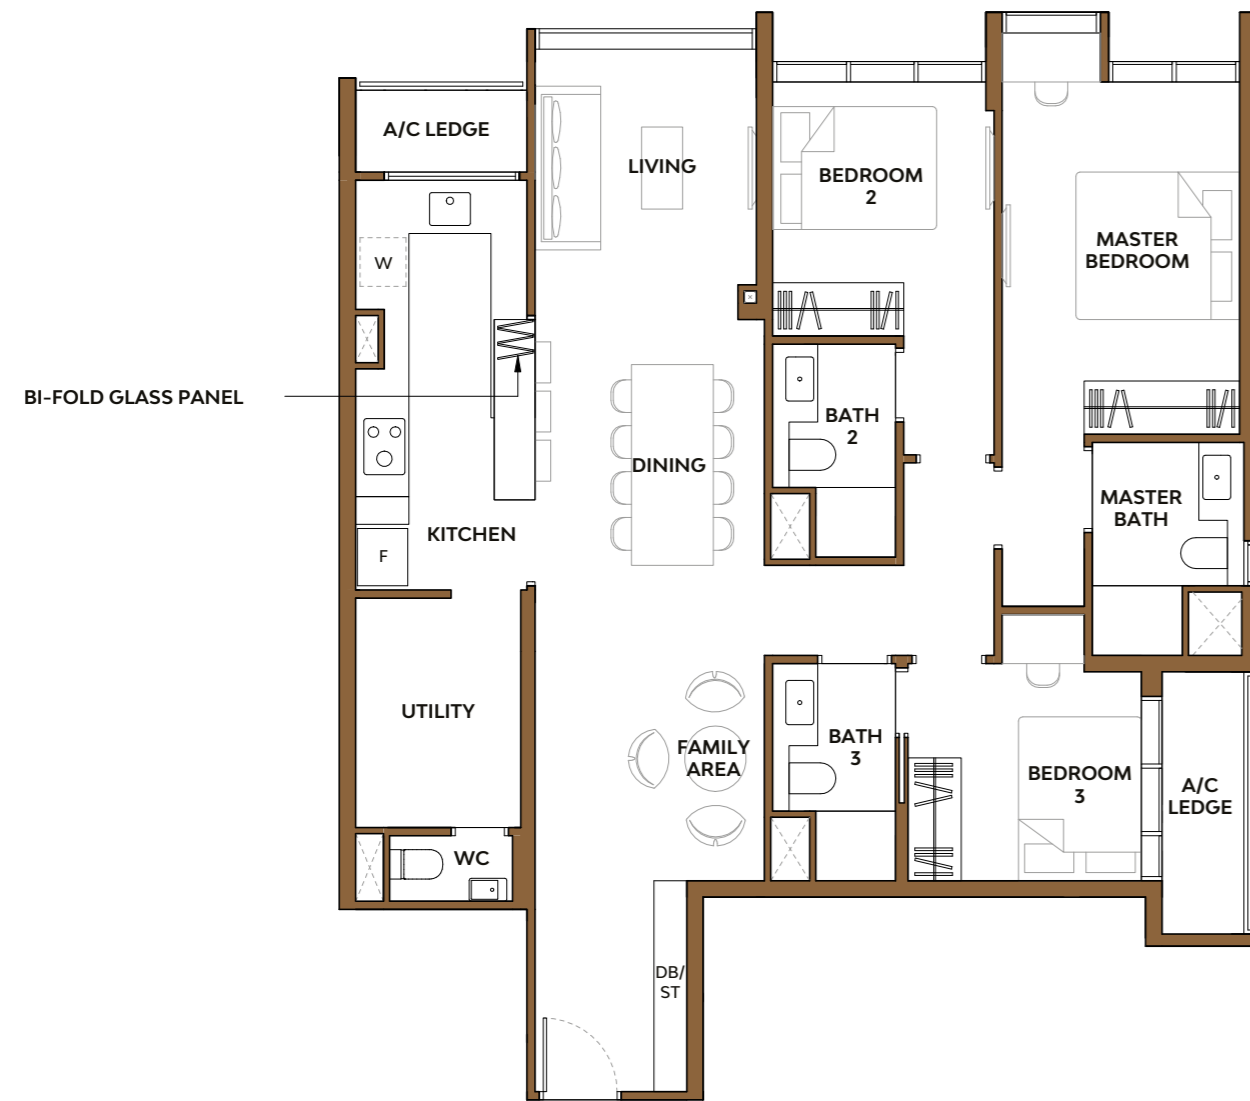 A/C LEDGE
LIVING
BEDROOM
2
MASTER
BEDROOM
W
BI-FOLD GLASS PANEL
BATH
2
DINING
MASTER
BATH
KITCHEN
F
UTILITY
FAMILY
AREA
BATH
3
BEDROOM
3
A/C
LEDGE
WC
DB/
ST